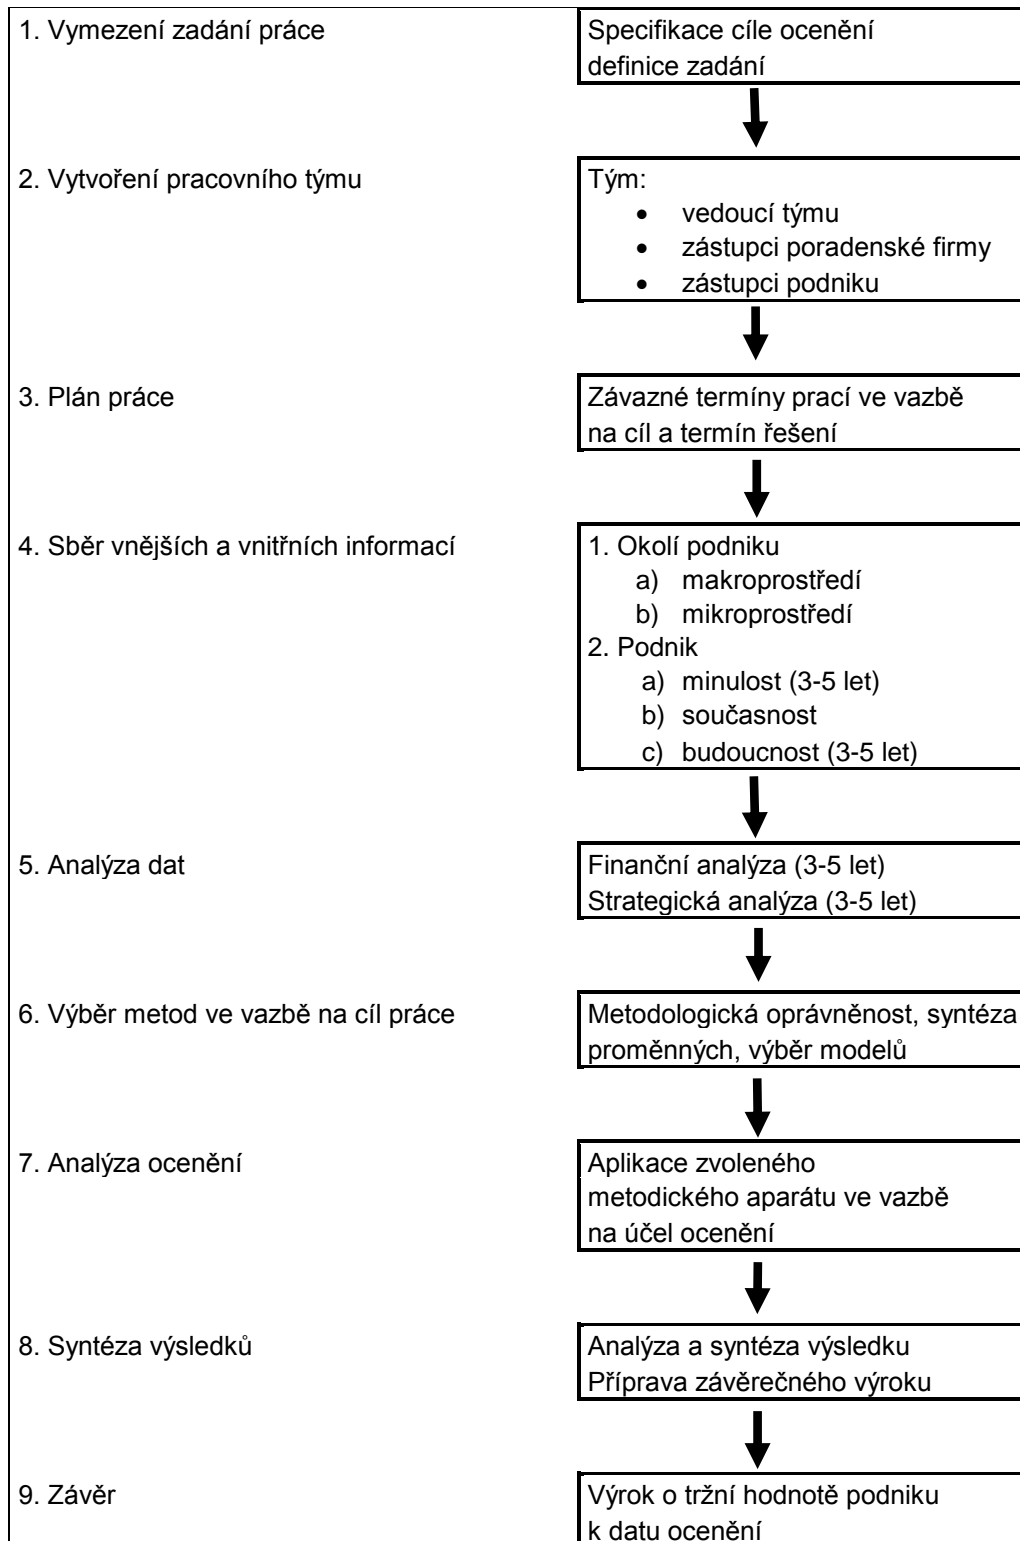 1. Vymezení zadání práce
Specifikace cíle ocenění
definice zadání
2. Vytvoření pracovního týmu
Tým:
• vedoucí týmu
• zástupci poradenské firmy
• zástupci podniku
3. Plán práce
Závazné termíny prací ve vazbě
na cíl a termín řešení
4. Sběr vnějších a vnitřních informací
1. Okolí podniku
a) makroprostředí
b) mikroprostředí
2. Podnik
a) minulost (3-5 let)
b) současnost
c) budoucnost (3-5 let)
5. Analýza dat
Finanční analýza (3-5 let)
Strategická analýza (3-5 let)
6. Výběr metod ve vazbě na cíl práce
Metodologická oprávněnost, syntéza
proměnných, výběr modelů
7. Analýza ocenění
Aplikace zvoleného
metodického aparátu ve vazbě
na účel ocenění
8. Syntéza výsledků
Analýza a syntéza výsledku
Příprava závěrečného výroku
9. Závěr
Výrok o tržní hodnotě podniku
k datu ocenění